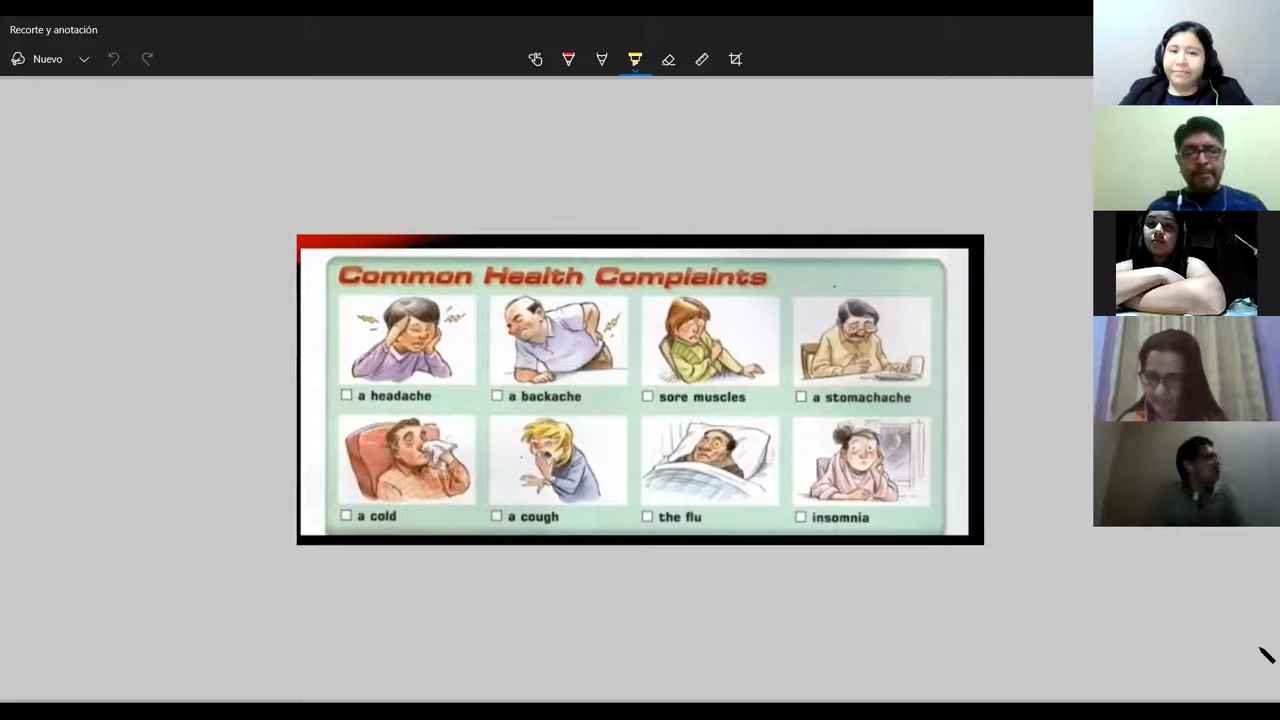 Recorte y anotación
Nuevo
Common Health Complaints
a headache
a backache
sore muscles
a stomachache
a cold
a cough
the flu
insomnia